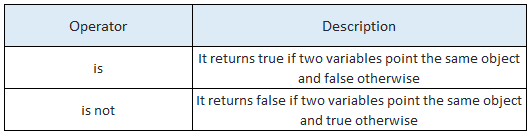 Operator Description
is It returns true if two variables point the same object
and false otherwise
is not It returns false if two variables point the same object
and true otherwise